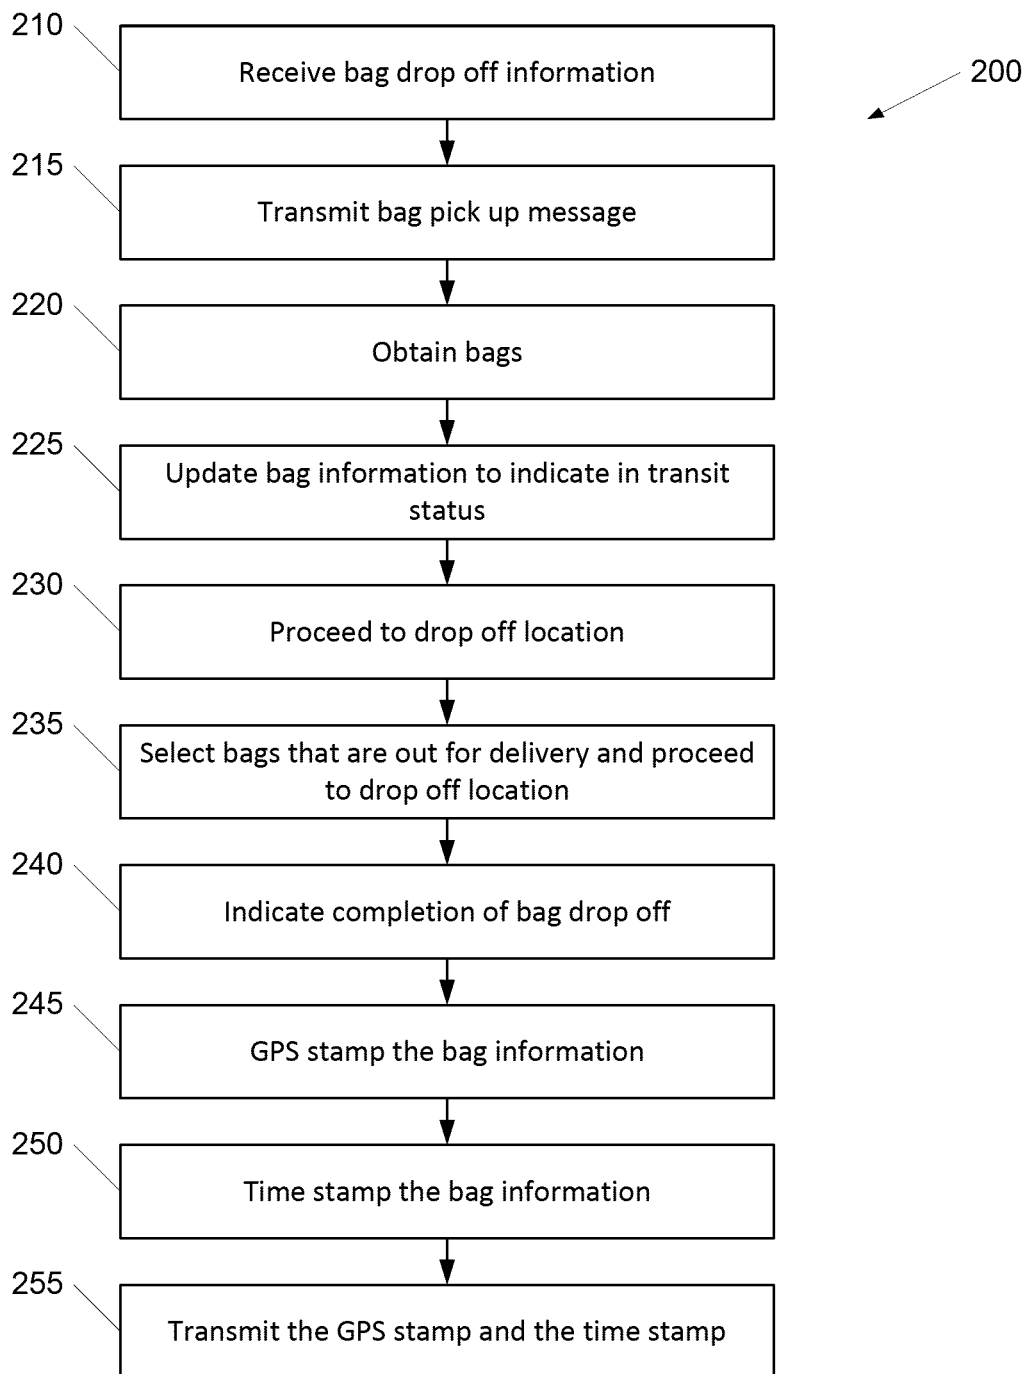 210
Receive bag drop off information
200
215
Transmit bag pick up message
220
Obtain bags
225
Update bag information to indicate in transit
status
230
Proceed to drop off location
235
Select bags that are out for delivery and proceed
to drop off location
240
Indicate completion of bag drop off
245
GPS stamp the bag information
250
Time stamp the bag information
255
Transmit the GPS stamp and the time stamp